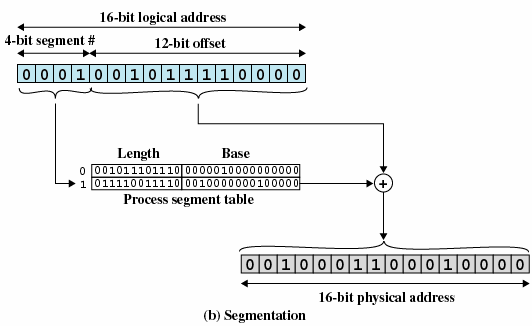 16-bit logical address
4-bit segment # 12-bit offset
0 0 0 1 0 0 1 0 1 1 1 1 0 0 0 0
Length Base
0 001011101110 0000010000000000
1 011110011110 0010000000100000
Process segment table
+
0 0 1 0 0 0 1 1 0 0 0 1 0 0 0 0
16-bit physical address
(b) Segmentation